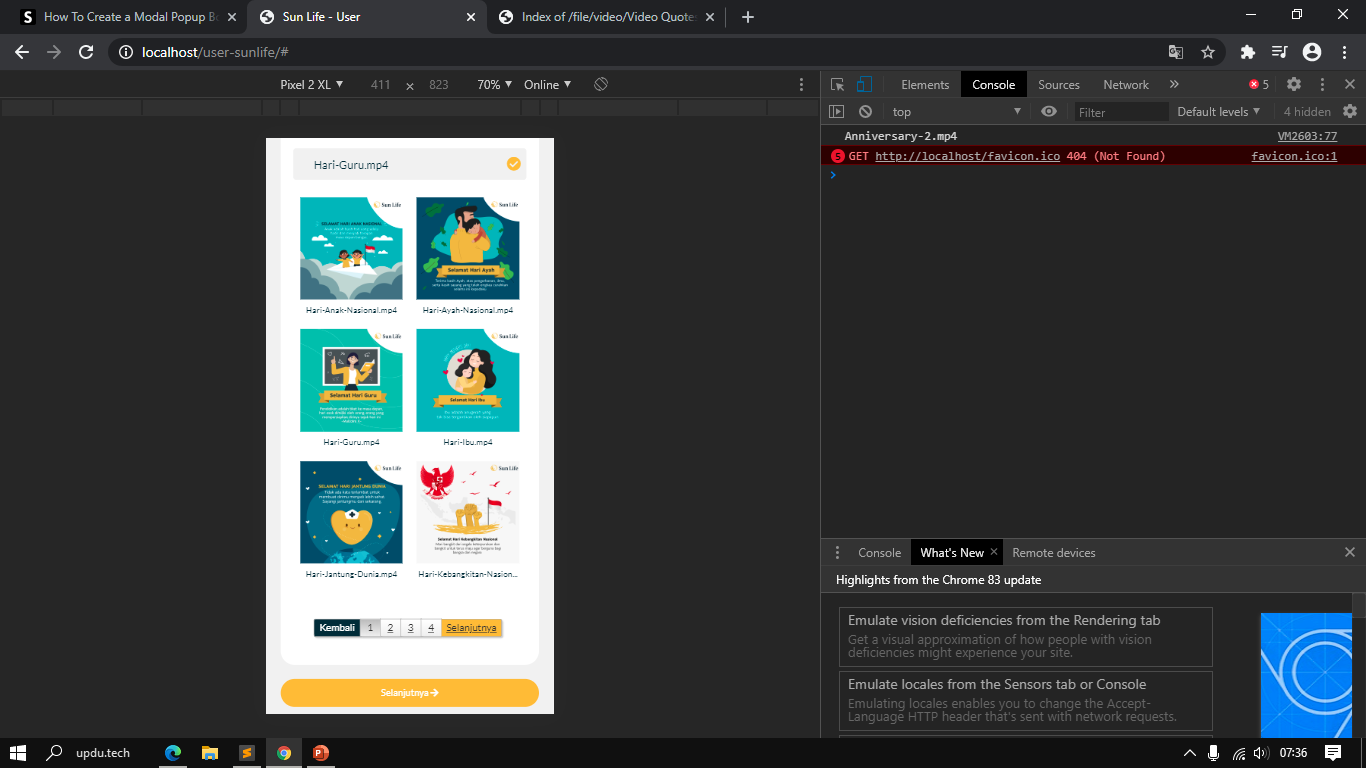 How To Create a Modal Popup Bo
Sun Life - User
Index of /file/video/Video Quote
localhost/user-sunlife/#
Pixel 2 XL ▼ 411 × 823 70% ▼ Online ▼
Elements Console Sources Network » 5
top ▼ Filter Default levels ▼ 4 hidden
Anniversary-2.mp4 VM2603:77
5 GET http://localhost/favicon.ico 404 (Not Found) favicon.ico:1
Hari-Guru.mp4
Sun Life
SELAMAT HARI ANAK NASIONAL
Hari-Anak-Nasional.mp4
Sun Life
Selamat Hari Ayah
Hari-Ayah-Nasional.mp4
Sun Life
Selamat Hari Guru
Hari-Guru.mp4
Sun Life
Selamat Hari Ibu
Hari-Ibu.mp4
Sun Life
SELAMAT HARI JANTUNG DUNIA
Hari-Jantung-Dunia.mp4
Sun Life
Selamat Hari Kebangkitan Nasional
Hari-Kebangkitan-Nasion...
Kembali 1 2 3 4 Selanjutnya
Selanjutnya
Console What's New × Remote devices
Highlights from the Chrome 83 update
Emulate vision deficiencies from the Rendering tab
Get a visual approximation of how people with vision
deficiencies might experience your site.
Emulate locales from the Sensors tab or Console
Emulating locales enables you to change the Accept-
Language HTTP header that's sent with network requests.
updu.tech
07:36